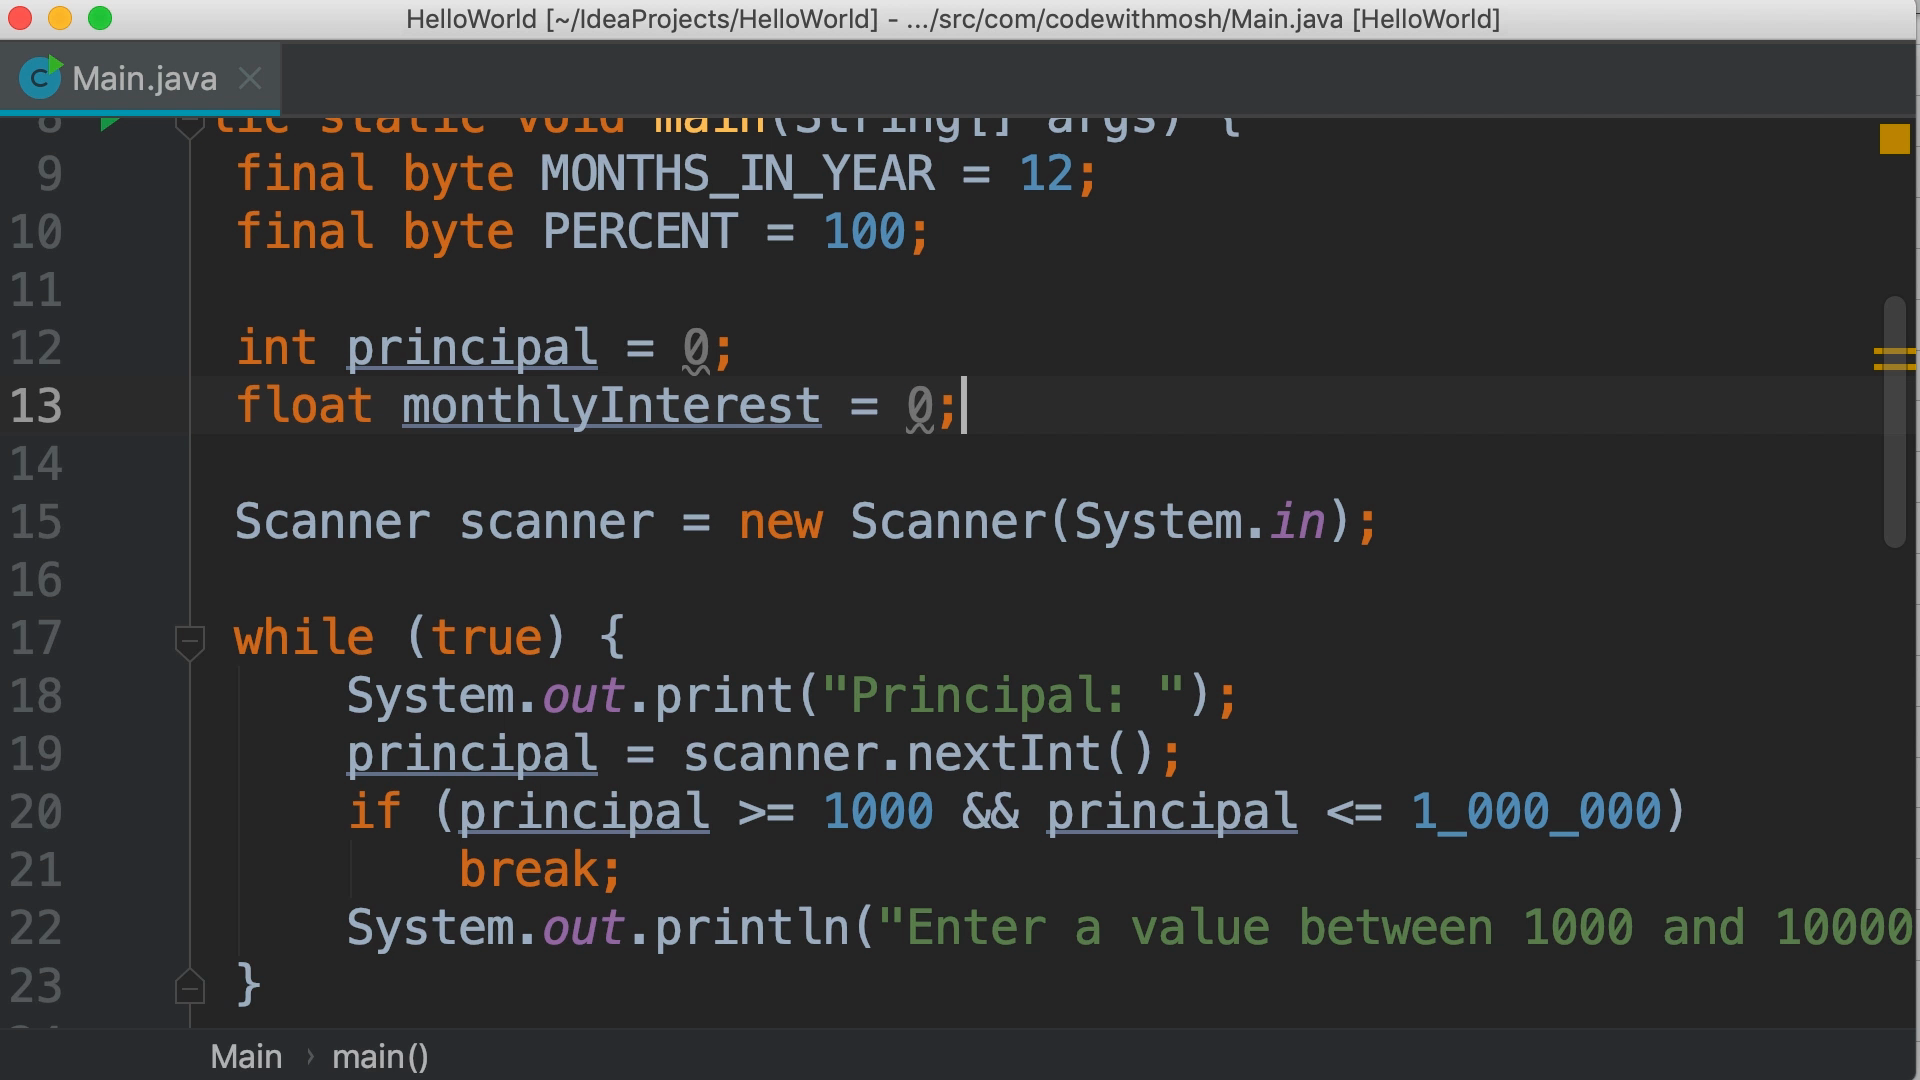 HelloWorld [~/IdeaProjects/HelloWorld] - .../src/com/codewithmosh/Main.java [HelloWorld]
C Main.java
8 lic static void main(String[] args) {
9 final byte MONTHS_IN_YEAR = 12;
10 final byte PERCENT = 100;
11
12 int principal = 0;
13 float monthlyInterest = 0;
14
15 Scanner scanner = new Scanner(System.in);
16
17 while (true) {
18 System.out.print("Principal: ");
19 principal = scanner.nextInt();
20 if (principal >= 1000 && principal <= 1_000_000)
21 break;
22 System.out.println("Enter a value between 1000 and 10000
23 }
Main › main()